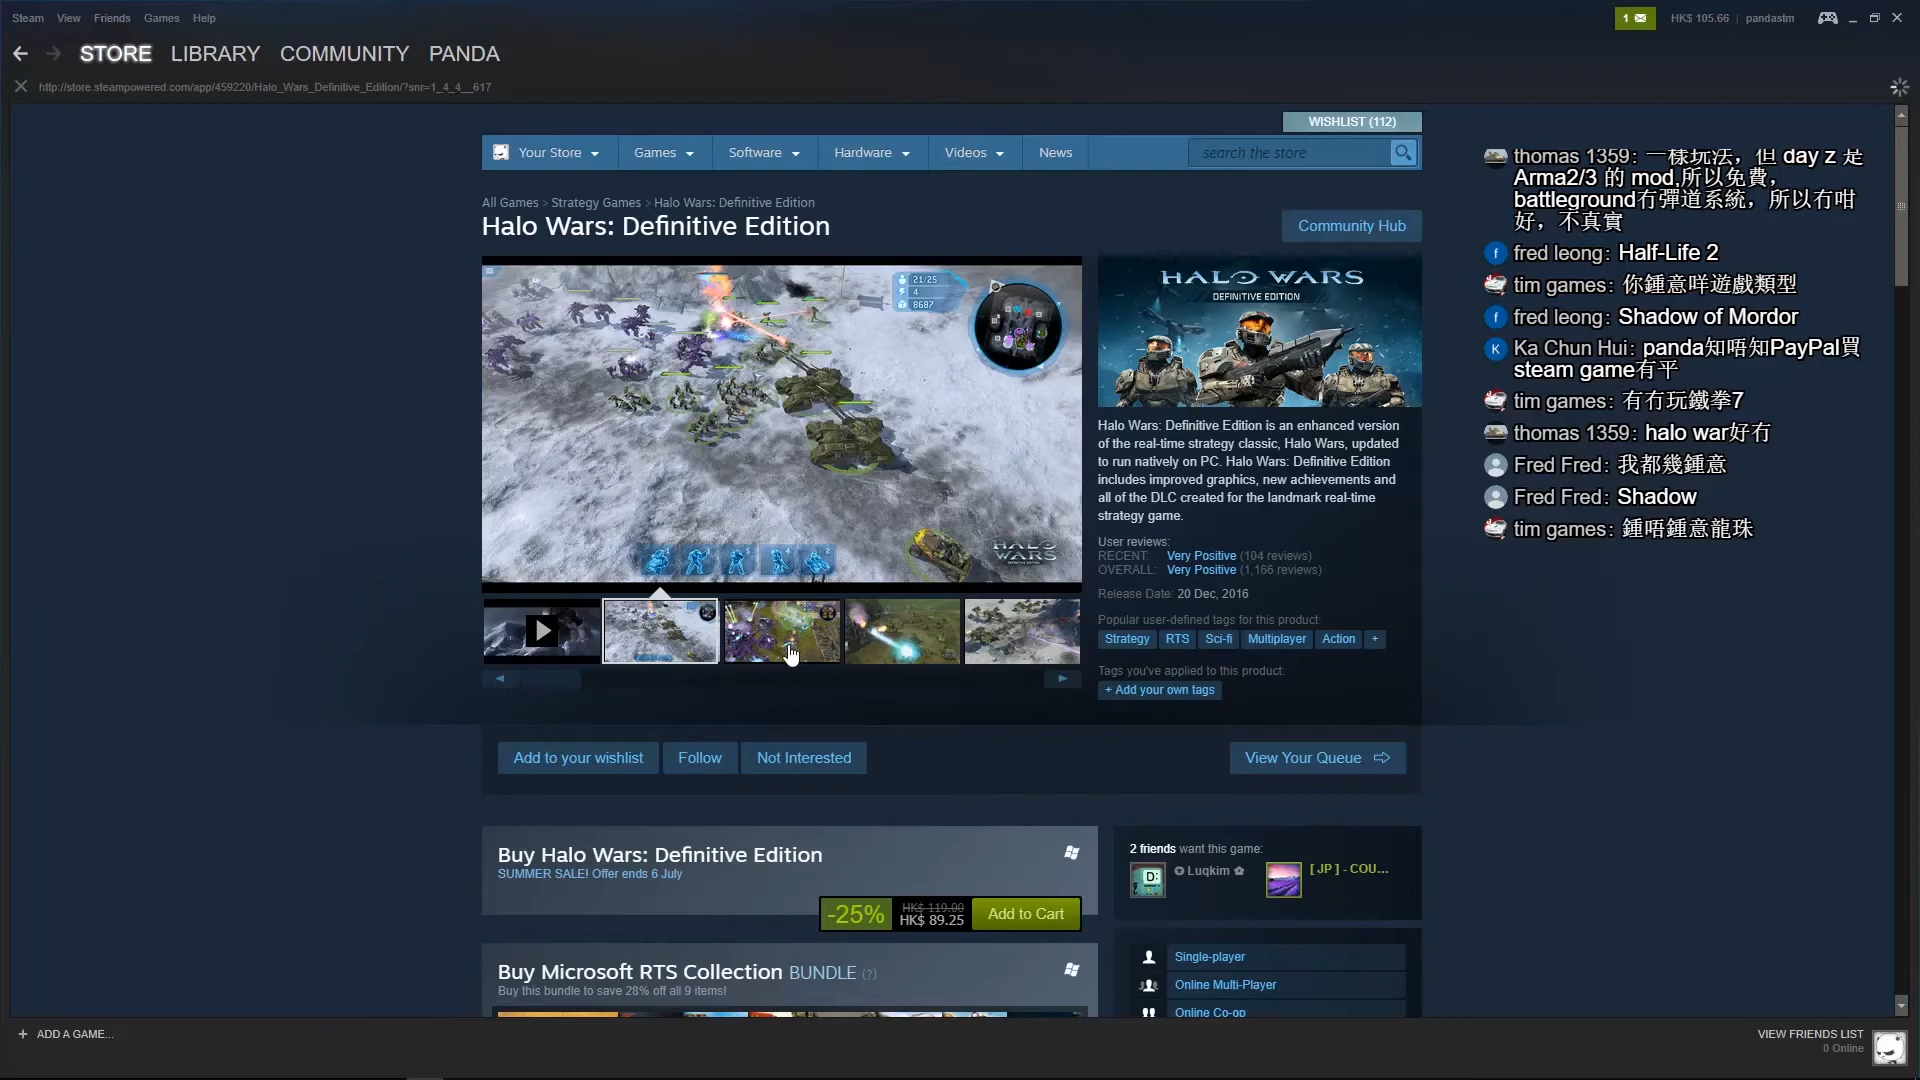 Steam View Friends Games Help
1
HK$ 105.66 | pandastm
STORE LIBRARY COMMUNITY PANDA
http://store.steampowered.com/app/459220/Halo_Wars_Definitive_Edition/?snr=1_4_4__617
WISHLIST (112)
Your Store Games Software Hardware Videos News
search the store
All Games > Strategy Games > Halo Wars: Definitive Edition
Halo Wars: Definitive Edition
Community Hub
21/25
4
8687
HALO WARS
DEFINITIVE EDITION
HALO WARS
DEFINITIVE EDITION
Halo Wars: Definitive Edition is an enhanced version
of the real-time strategy classic, Halo Wars, updated
to run natively on PC. Halo Wars: Definitive Edition
includes improved graphics, new achievements and
all of the DLC created for the landmark real-time
strategy game.
User reviews:
RECENT: Very Positive (104 reviews)
OVERALL: Very Positive (1,166 reviews)
Release Date: 20 Dec, 2016
Popular user-defined tags for this product:
Strategy RTS Sci-fi Multiplayer Action +
Tags you've applied to this product:
+ Add your own tags
Add to your wishlist Follow Not Interested
View Your Queue
Buy Halo Wars: Definitive Edition
SUMMER SALE! Offer ends 6 July
-25% HK$ 119.00 HK$ 89.25 Add to Cart
Buy Microsoft RTS Collection BUNDLE (?)
Buy this bundle to save 28% off all 9 items!
2 friends want this game:
Luqkim
[ JP ] - COU...
Single-player
Online Multi-Player
Online Co-op
thomas 1359: 一樣玩法，但 day z 是
Arma2/3 的 mod,所以免費，
battleground冇彈道系統，所以冇咁
好，不真實
fred leong: Half-Life 2
tim games: 你鍾意咩遊戲類型
fred leong: Shadow of Mordor
Ka Chun Hui: panda知唔知PayPal買
steam game有平
tim games: 有冇玩鐵拳7
thomas 1359: halo war好冇
Fred Fred: 我都幾鍾意
Fred Fred: Shadow
tim games: 鍾唔鍾意龍珠
+ ADD A GAME...
VIEW FRIENDS LIST
0 Online